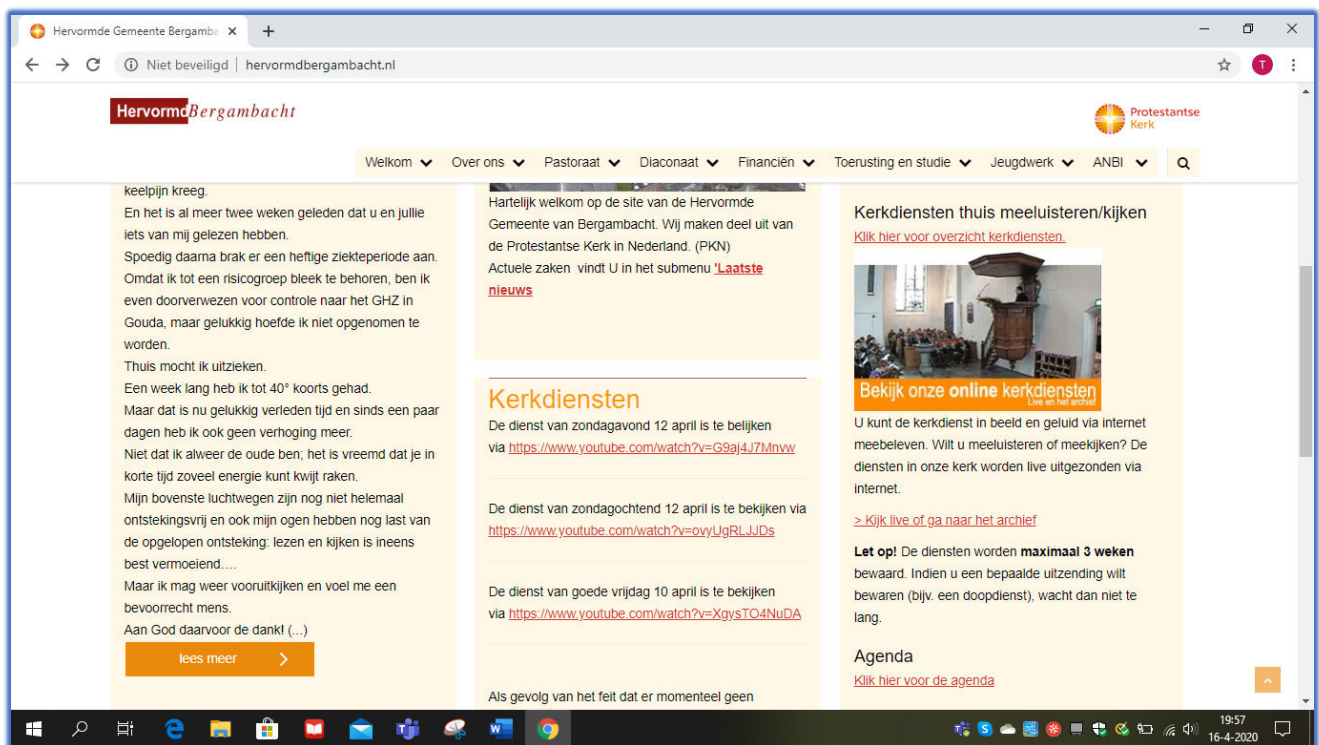 Hervormde Gemeente Bergamba
Niet beveiligd | hervormdbergambacht.nl
T
HervormdBergambacht
Protestantse
Kerk
Welkom Over ons Pastoraat Diaconaat Financiën Toerusting en studie Jeugdwerk ANBI
keelpijn kreeg.
En het is al meer twee weken geleden dat u en jullie
iets van mij gelezen hebben.
Spoedig daarna brak er een heftige ziekteperiode aan.
Omdat ik tot een risicogroep bleek te behoren, ben ik
even doorverwezen voor controle naar het GHZ in
Gouda, maar gelukkig hoefde ik niet opgenomen te
worden.
Thuis mocht ik uitzieken.
Een week lang heb ik tot 40° koorts gehad.
Maar dat is nu gelukkig verleden tijd en sinds een paar
dagen heb ik ook geen verhoging meer.
Niet dat ik alweer de oude ben; het is vreemd dat je in
korte tijd zoveel energie kunt kwijt raken.
Mijn bovenste luchtwegen zijn nog niet helemaal
ontstekingsvrij en ook mijn ogen hebben nog last van
de opgelopen ontsteking: lezen en kijken is ineens
best vermoeiend....
Maar ik mag weer vooruitkijken en voel me een
bevoorrecht mens.
Aan God daarvoor de dank! (...)
lees meer
Hartelijk welkom op de site van de Hervormde
Gemeente van Bergambacht. Wij maken deel uit van
de Protestantse Kerk in Nederland. (PKN)
Actuele zaken vindt U in het submenu 'Laatste
nieuws
Kerkdiensten
De dienst van zondagavond 12 april is te belijken
via https://www.youtube.com/watch?v=G9aj4J7Mnvw
De dienst van zondagochtend 12 april is te bekijken via
https://www.youtube.com/watch?v=ovyUgRLJJDs
De dienst van goede vrijdag 10 april is te bekijken
via https://www.youtube.com/watch?v=XgysTO4NuDA
Als gevolg van het feit dat er momenteel geen
Kerkdiensten thuis meeluisteren/kijken
Klik hier voor overzicht kerkdiensten.
Bekijk onze online kerkdiensten
Live en het archief
U kunt de kerkdienst in beeld en geluid via internet
meebeleven. Wilt u meeluisteren of meekijken? De
diensten in onze kerk worden live uitgezonden via
internet.
> Kijk live of ga naar het archief
Let op! De diensten worden maximaal 3 weken
bewaard. Indien u een bepaalde uitzending wilt
bewaren (bijv. een doopdienst), wacht dan niet te
lang.
Agenda
Klik hier voor de agenda
19:57
16-4-2020